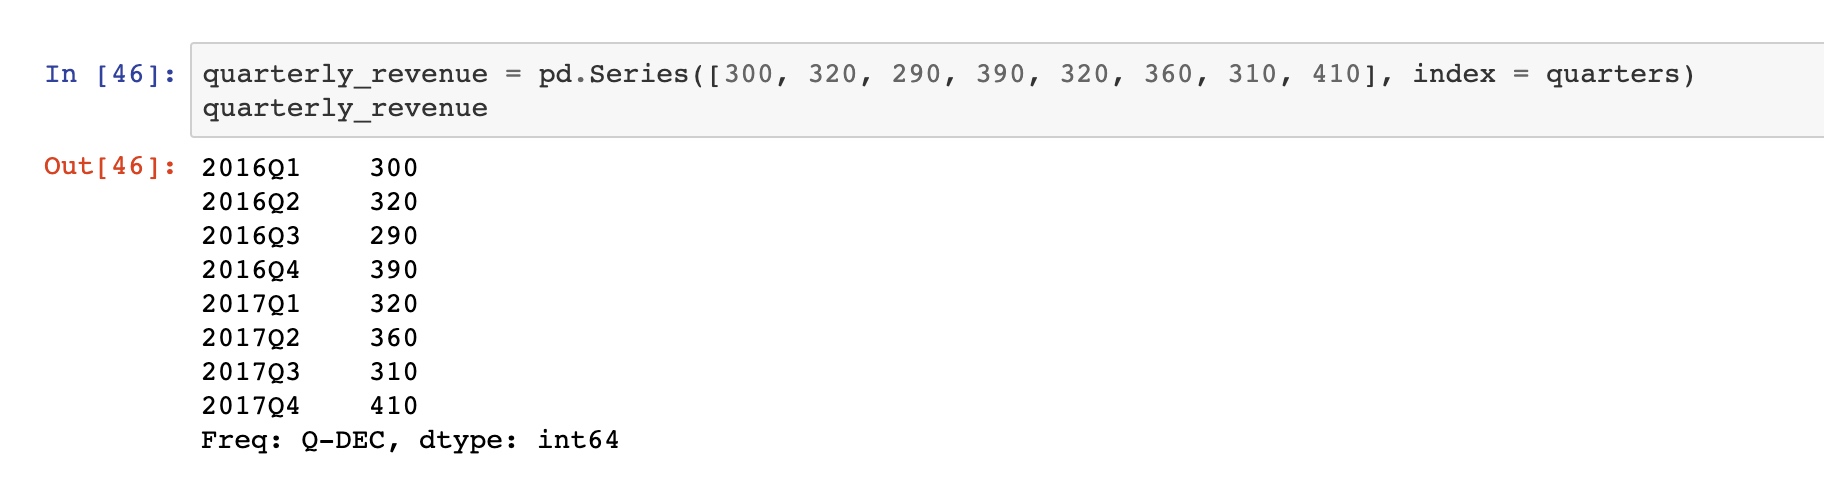 In [46]: quarterly_revenue = pd.Series([300, 320, 290, 390, 320, 360, 310, 410], index = quarters)
quarterly_revenue
Out[46]: 2016Q1    300
2016Q2    320
2016Q3    290
2016Q4    390
2017Q1    320
2017Q2    360
2017Q3    310
2017Q4    410
Freq: Q-DEC, dtype: int64